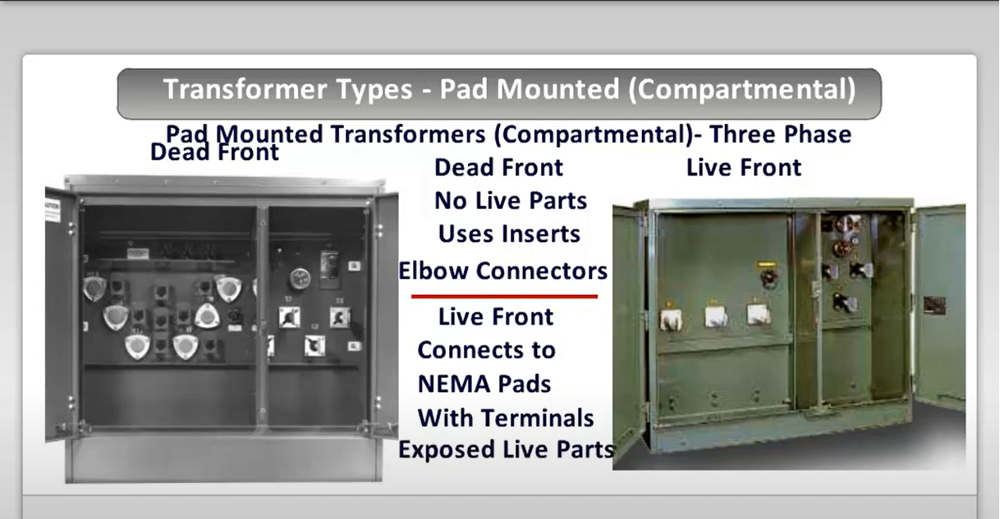 Transformer Types - Pad Mounted (Compartmental)
Pad Mounted Transformers (Compartmental)- Three Phase
Dead Front
Dead Front
No Live Parts
Uses Inserts
Elbow Connectors
Live Front
Connects to
NEMA Pads
With Terminals
Exposed Live Parts
Live Front